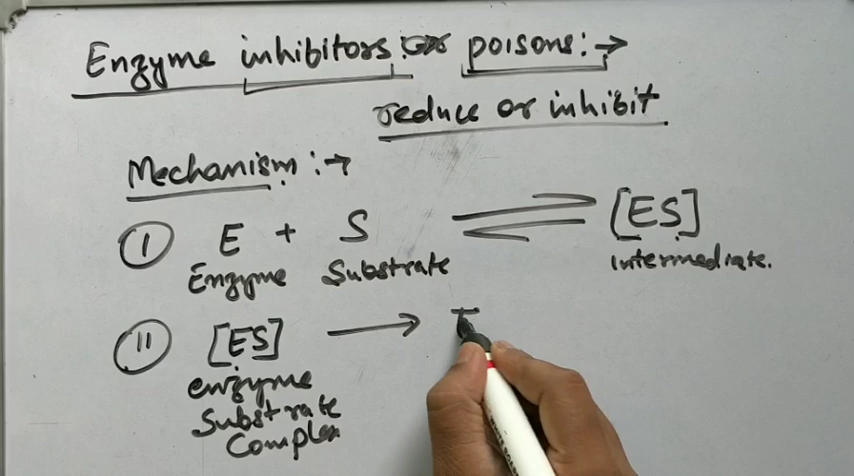 Enzyme inhibitors or poisons:→
reduce or inhibit
Mechanism:→
I E + S ⇌ [ES]
Enzyme Substrate intermediate.
II [ES] →
enzyme
Substrate
Complex